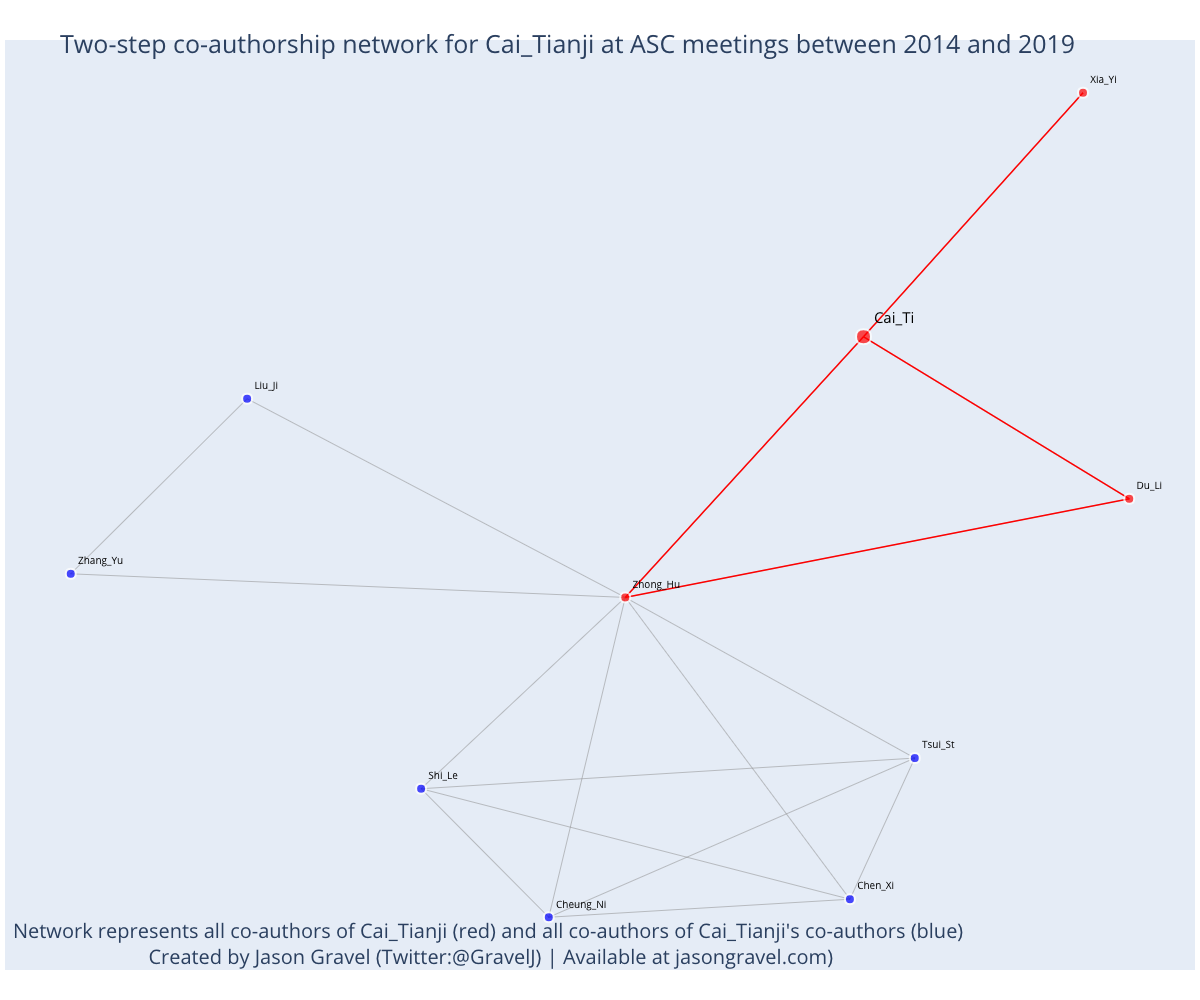 Two-step co-authorship network for Cai_Tianji at ASC meetings between 2014 and 2019
Xia_Yi
Cai_Ti
Liu_Ji
Du_Li
Zhang_Yu
Zhong_Hu
Tsui_St
Shi_Le
Chen_Xi
Cheung_Ni
Network represents all co-authors of Cai_Tianji (red) and all co-authors of Cai_Tianji's co-authors (blue)
Created by Jason Gravel (Twitter:@GravelJ) | Available at jasongravel.com)